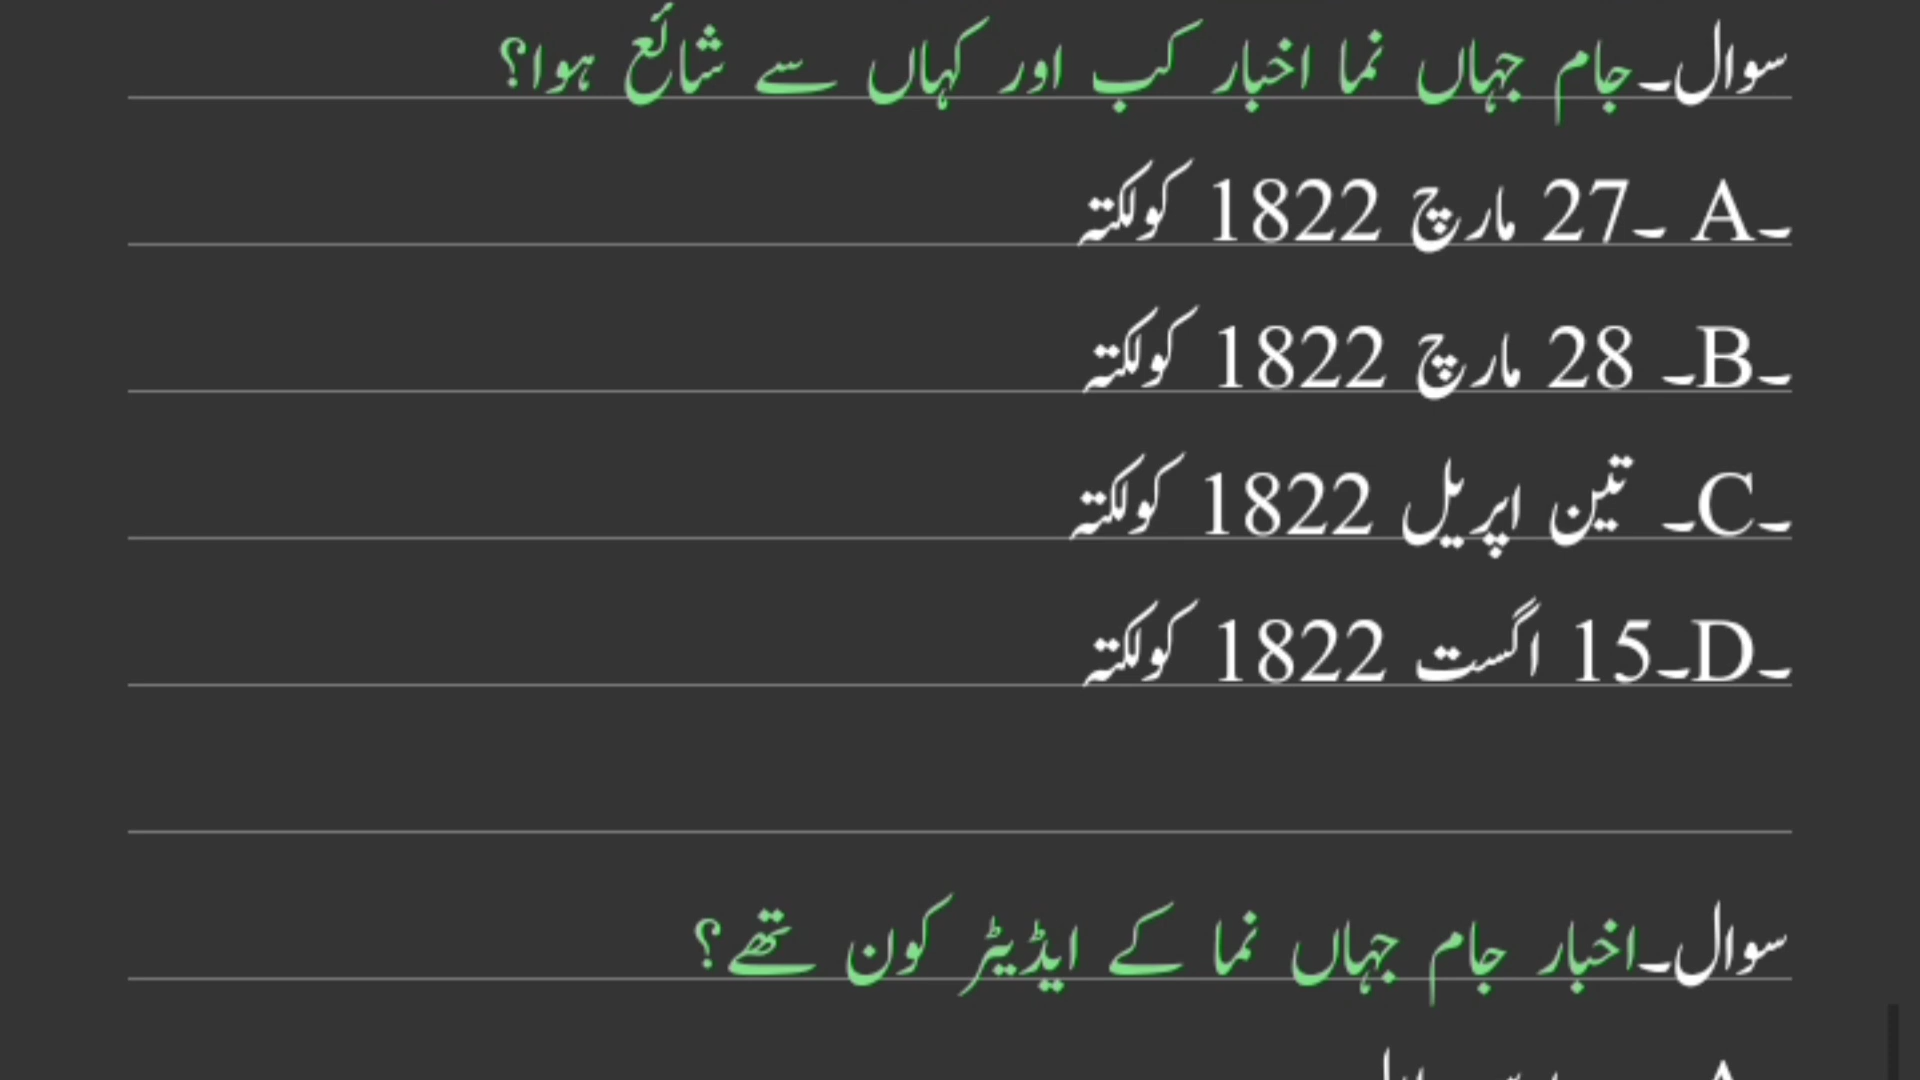 سوال۔جام جہاں نما اخبار کب اور کہاں سے شائع ہوا؟
۔A ۔27 مارچ 1822 کولکتہ
۔B۔ 28 مارچ 1822 کولکتہ
۔C۔ تین اپریل 1822 کولکتہ
۔D۔15 اگست 1822 کولکتہ
سوال۔اخبار جام جہاں نما کے ایڈیٹر کون تھے؟